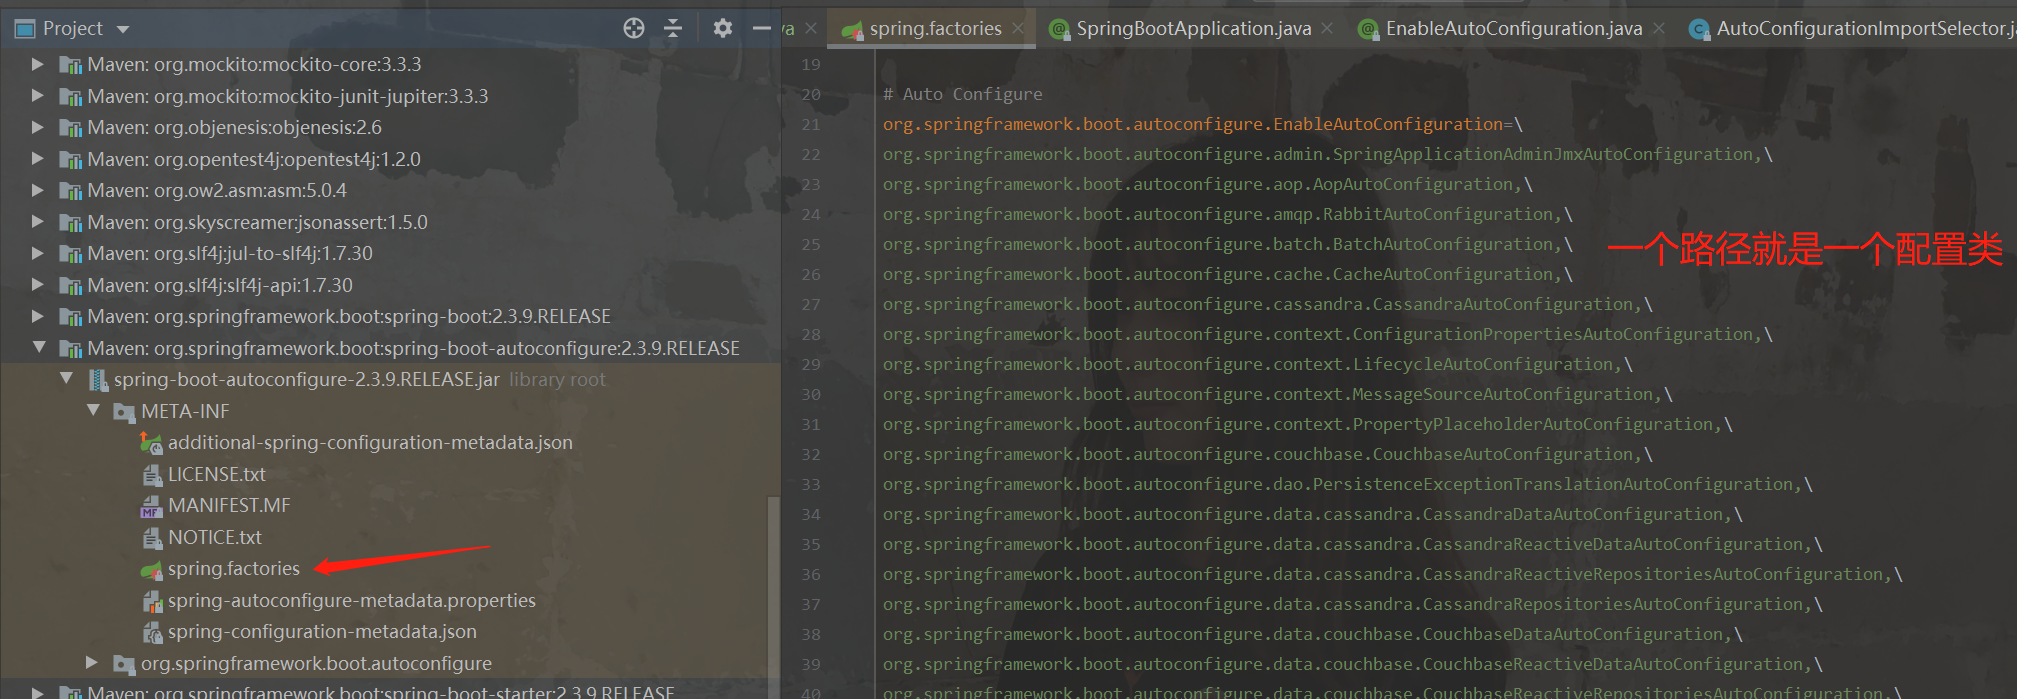 Project
va
spring.factories
SpringBootApplication.java
EnableAutoConfiguration.java
AutoConfigurationImportSelector.j
Maven: org.mockito:mockito-core:3.3.3
Maven: org.mockito:mockito-junit-jupiter:3.3.3
Maven: org.objenesis:objenesis:2.6
Maven: org.opentest4j:opentest4j:1.2.0
Maven: org.ow2.asm:asm:5.0.4
Maven: org.skyscreamer:jsonassert:1.5.0
Maven: org.slf4j:jul-to-slf4j:1.7.30
Maven: org.slf4j:slf4j-api:1.7.30
Maven: org.springframework.boot:spring-boot:2.3.9.RELEASE
Maven: org.springframework.boot:spring-boot-autoconfigure:2.3.9.RELEASE
spring-boot-autoconfigure-2.3.9.RELEASE.jar library root
META-INF
additional-spring-configuration-metadata.json
LICENSE.txt
MF MANIFEST.MF
NOTICE.txt
spring.factories
spring-autoconfigure-metadata.properties
spring-configuration-metadata.json
org.springframework.boot.autoconfigure
Maven: org.springframework.boot:spring-boot-starter:2.3.9.RELEASE
19
20 # Auto Configure
21 org.springframework.boot.autoconfigure.EnableAutoConfiguration=\
22 org.springframework.boot.autoconfigure.admin.SpringApplicationAdminJmxAutoConfiguration,\
23 org.springframework.boot.autoconfigure.aop.AopAutoConfiguration,\
24 org.springframework.boot.autoconfigure.amqp.RabbitAutoConfiguration,\
25 org.springframework.boot.autoconfigure.batch.BatchAutoConfiguration,\
一个路径就是一个配置类
26 org.springframework.boot.autoconfigure.cache.CacheAutoConfiguration,\
27 org.springframework.boot.autoconfigure.cassandra.CassandraAutoConfiguration,\
28 org.springframework.boot.autoconfigure.context.ConfigurationPropertiesAutoConfiguration,\
29 org.springframework.boot.autoconfigure.context.LifecycleAutoConfiguration,\
30 org.springframework.boot.autoconfigure.context.MessageSourceAutoConfiguration,\
31 org.springframework.boot.autoconfigure.context.PropertyPlaceholderAutoConfiguration,\
32 org.springframework.boot.autoconfigure.couchbase.CouchbaseAutoConfiguration,\
33 org.springframework.boot.autoconfigure.dao.PersistenceExceptionTranslationAutoConfiguration,\
34 org.springframework.boot.autoconfigure.data.cassandra.CassandraDataAutoConfiguration,\
35 org.springframework.boot.autoconfigure.data.cassandra.CassandraReactiveDataAutoConfiguration,\
36 org.springframework.boot.autoconfigure.data.cassandra.CassandraReactiveRepositoriesAutoConfiguration,\
37 org.springframework.boot.autoconfigure.data.cassandra.CassandraRepositoriesAutoConfiguration,\
38 org.springframework.boot.autoconfigure.data.couchbase.CouchbaseDataAutoConfiguration,\
39 org.springframework.boot.autoconfigure.data.couchbase.CouchbaseReactiveDataAutoConfiguration,\
40 org.springframework.boot.autoconfigure.data.couchbase.CouchbaseReactiveRepositoriesAutoConfiguration,\